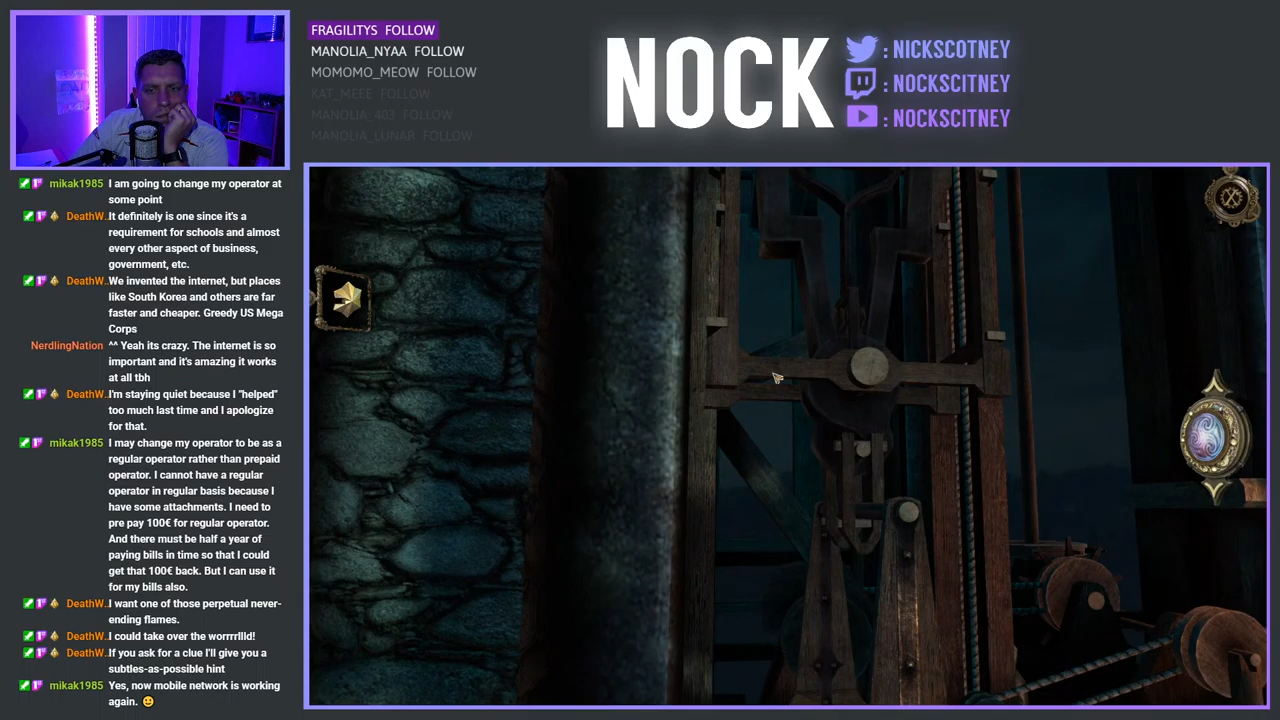 FRAGILITYS FOLLOW
MANOLIA_NYAA FOLLOW
MOMOMO_MEOW FOLLOW
KAT_MEEE FOLLOW
MANOLIA_403 FOLLOW
MANOLIA_LUNAR FOLLOW
NOCK
: NICKSCOTNEY
: NOCKSCITNEY
: NOCKSCITNEY
mikak1985 I am going to change my operator at
some point
DeathW.. It definitely is one since it's a
requirement for schools and almost
every other aspect of business,
government, etc.
DeathW.. We invented the internet, but places
like South Korea and others are far
faster and cheaper. Greedy US Mega
Corps
NerdlingNation ^^ Yeah its crazy. The internet is so
important and it's amazing it works
at all tbh
DeathW.. I'm staying quiet because I "helped"
too much last time and I apologize
for that.
mikak1985 I may change my operator to be as a
regular operator rather than prepaid
operator. I cannot have a regular
operator in regular basis because I
have some attachments. I need to
pre pay 100€ for regular operator.
And there must be half a year of
paying bills in time so that I could
get that 100€ back. But I can use it
for my bills also.
DeathW.. I want one of those perpetual never-
ending flames.
DeathW.. I could take over the worrrrllld!
DeathW.. If you ask for a clue I'll give you a
subtles-as-possible hint
mikak1985 Yes, now mobile network is working
again. 🙂